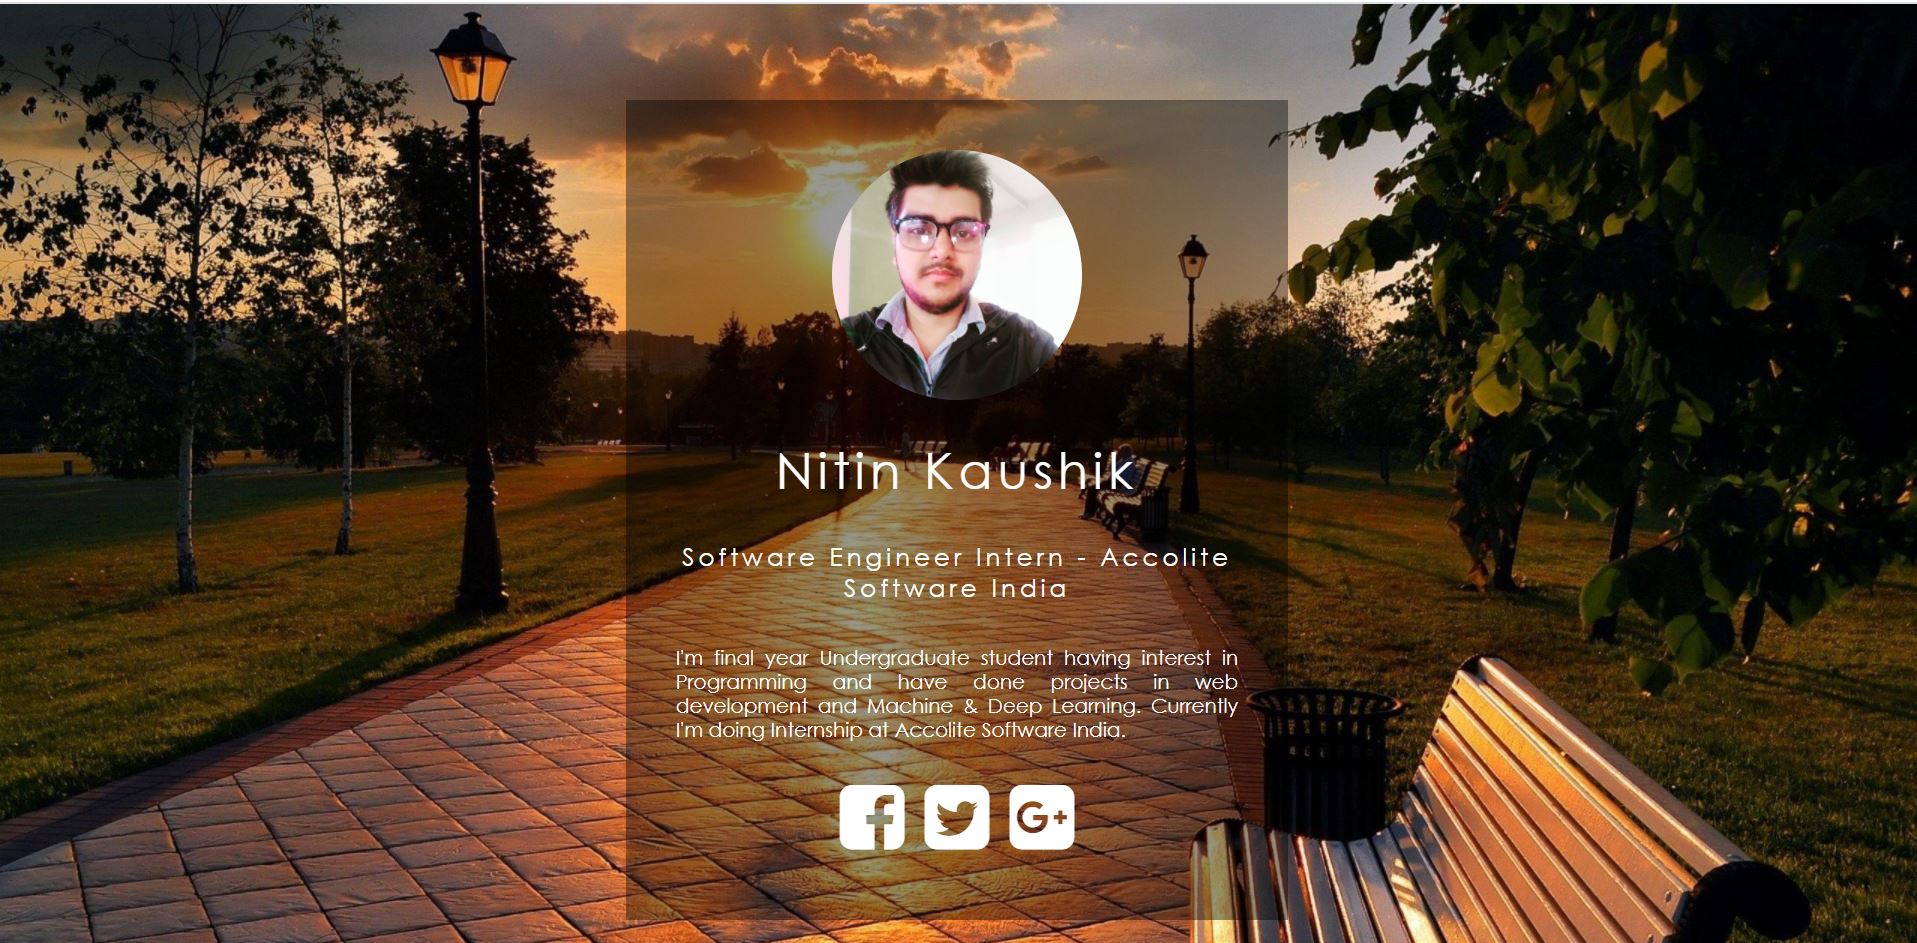 Nitin Kaushik
Software Engineer Intern - Accolite
Software India
I'm final year Undergraduate student having interest in
Programming and have done projects in web
development and Machine & Deep Learning. Currently
I'm doing Internship at Accolite Software India.
G+